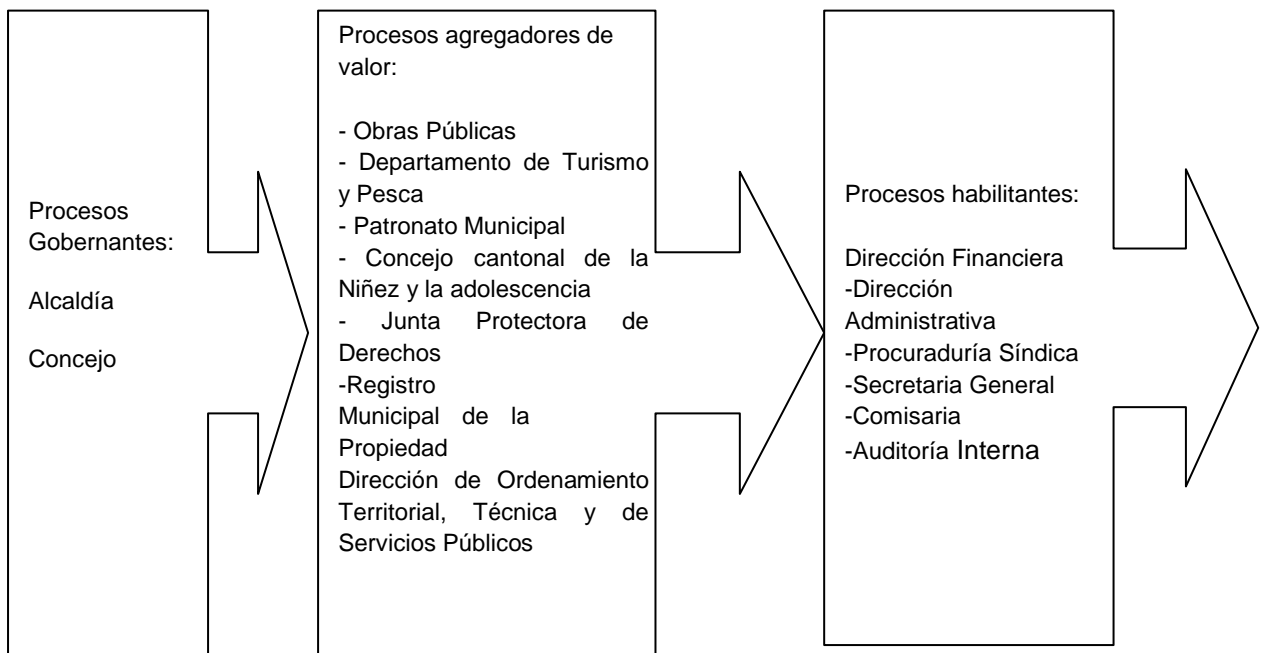 Procesos
Gobernantes:
Alcaldía
Concejo
Procesos agregadores de
valor:
- Obras Públicas
- Departamento de Turismo
y Pesca
- Patronato Municipal
- Concejo cantonal de la
Niñez y la adolescencia
- Junta Protectora de
Derechos
-Registro
Municipal de la
Propiedad
Dirección de Ordenamiento
Territorial, Técnica y de
Servicios Públicos
Procesos habilitantes:
Dirección Financiera
-Dirección
Administrativa
-Procuraduría Síndica
-Secretaria General
-Comisaria
-Auditoría Interna